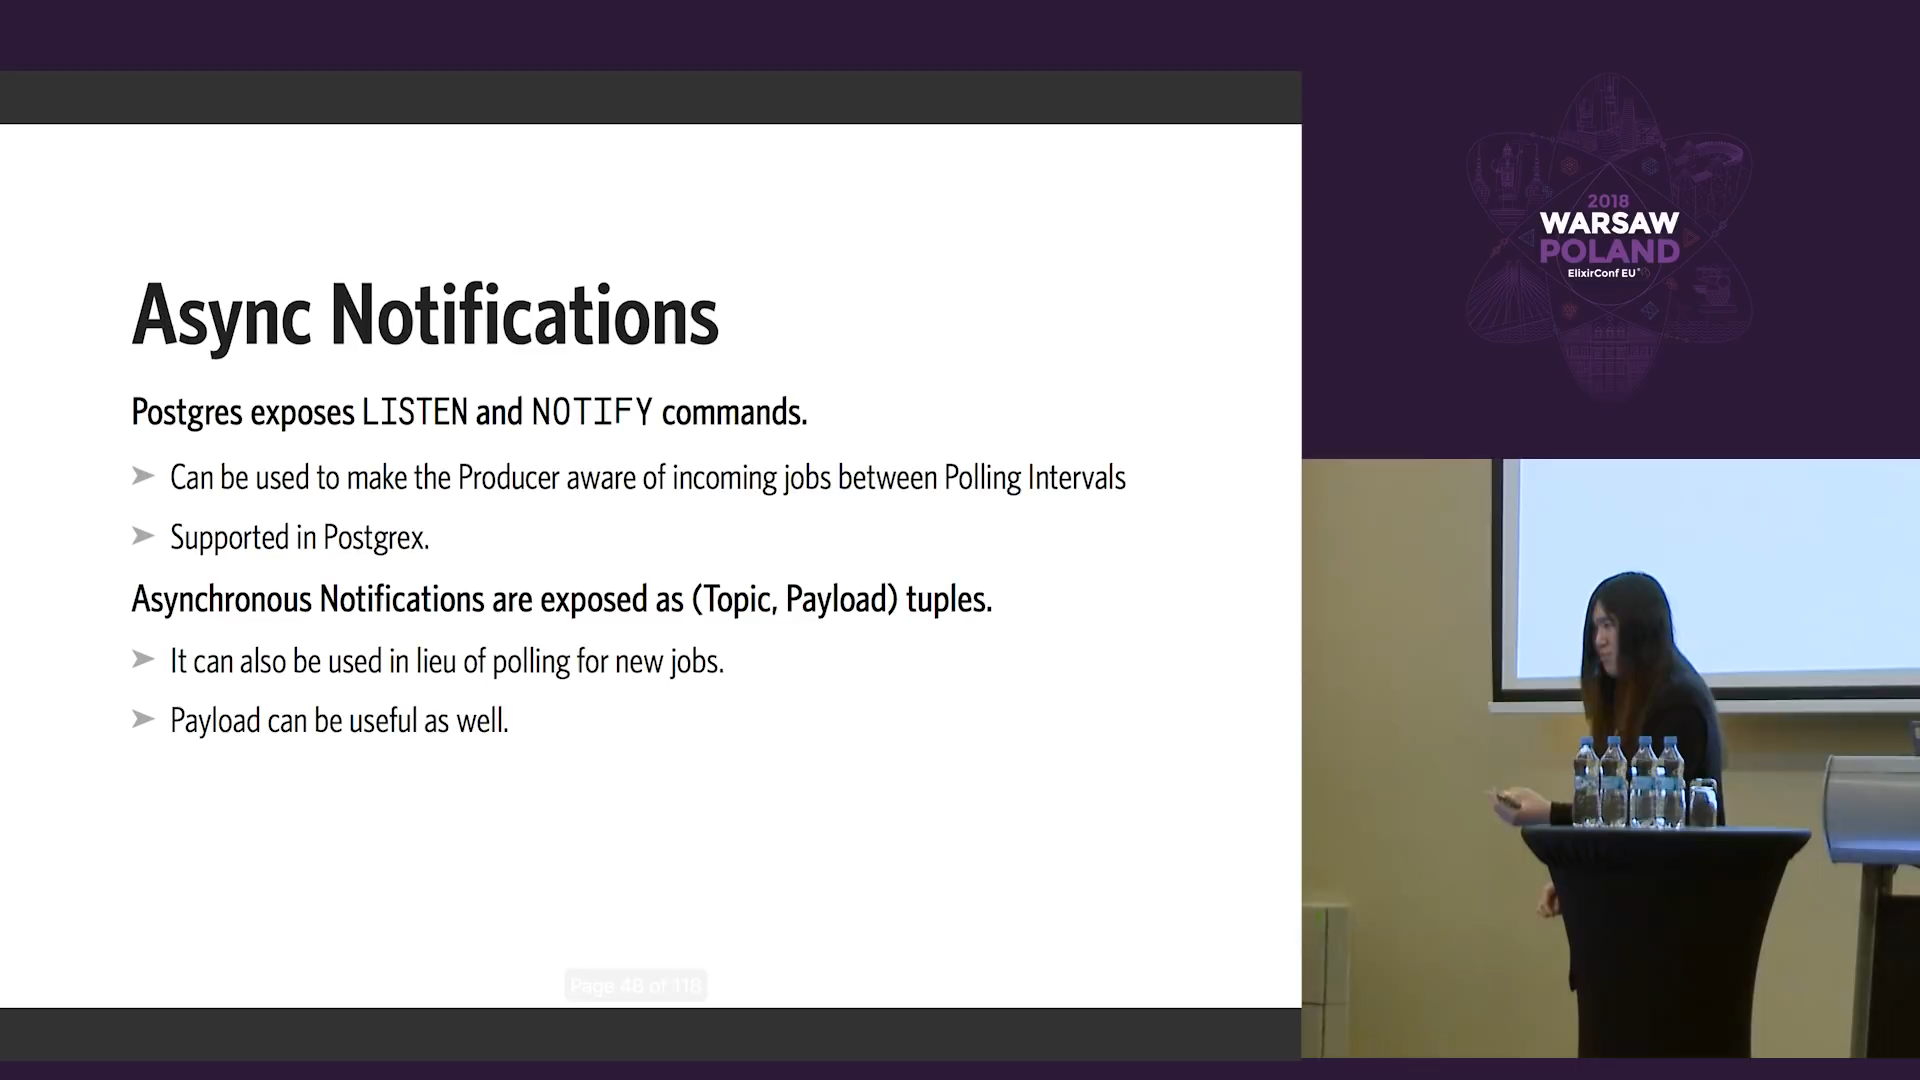 Async Notifications
Postgres exposes LISTEN and NOTIFY commands.
Can be used to make the Producer aware of incoming jobs between Polling Intervals
Supported in Postgrex.
Asynchronous Notifications are exposed as (Topic, Payload) tuples.
It can also be used in lieu of polling for new jobs.
Payload can be useful as well.
Page 48 of 118
2018
WARSAW
POLAND
ElixirConf EU